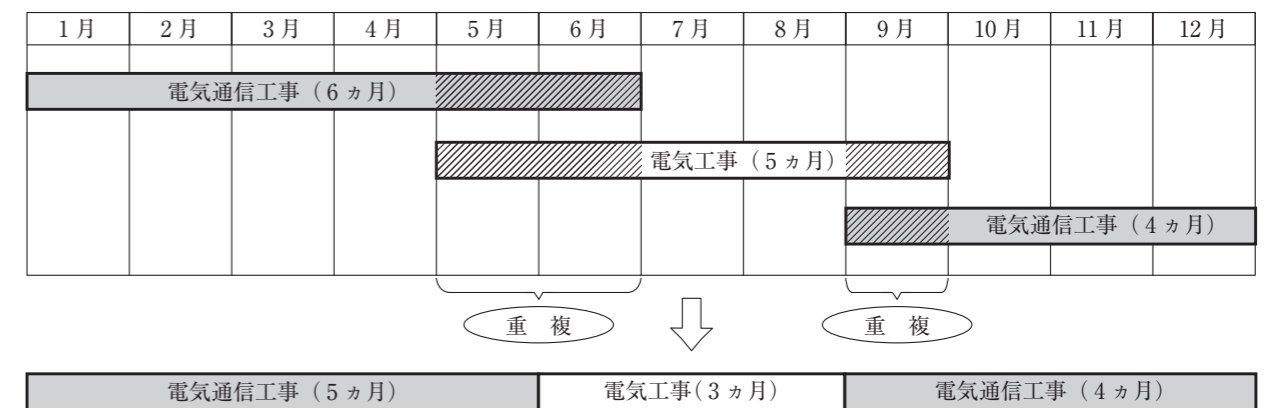 1月 2月 3月 4月 5月 6月 7月 8月 9月 10月 11月 12月
電気通信工事（6ヵ月）
電気工事（5ヵ月）
電気通信工事（4ヵ月）
重複 重複
電気通信工事（5ヵ月） 電気工事(3ヵ月) 電気通信工事（4ヵ月）